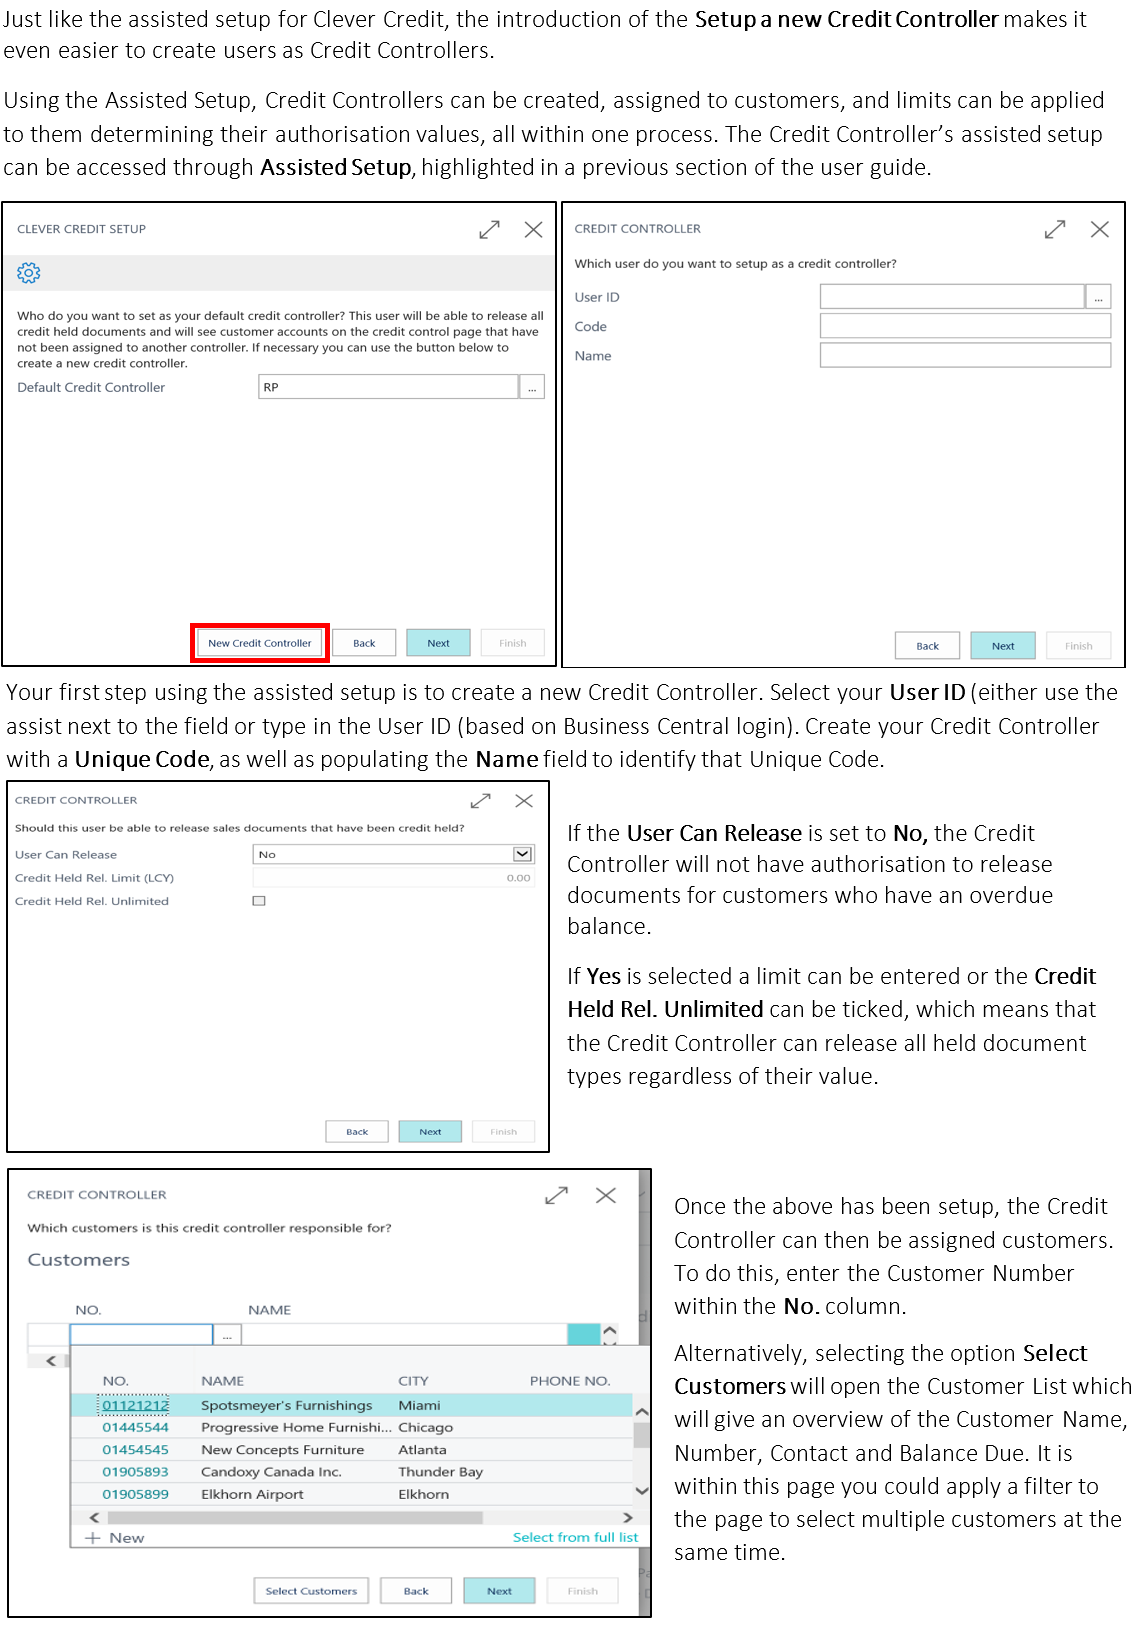 Just like the assisted setup for Clever Credit, the introduction of the Setup a new Credit Controller makes it
even easier to create users as Credit Controllers.
Using the Assisted Setup, Credit Controllers can be created, assigned to customers, and limits can be applied
to them determining their authorisation values, all within one process. The Credit Controller's assisted setup
can be accessed through Assisted Setup, highlighted in a previous section of the user guide.
CLEVER CREDIT SETUP
Who do you want to set as your default credit controller? This user will be able to release all
credit held documents and will see customer accounts on the credit control page that have
not been assigned to another controller. If necessary you can use the button below to
create a new credit controller.
Default Credit Controller RP ...
New Credit Controller Back Next Finish
CREDIT CONTROLLER
Which user do you want to setup as a credit controller?
User ID ...
Code
Name
Back Next Finish
Your first step using the assisted setup is to create a new Credit Controller. Select your User ID (either use the
assist next to the field or type in the User ID (based on Business Central login). Create your Credit Controller
with a Unique Code, as well as populating the Name field to identify that Unique Code.
CREDIT CONTROLLER
Should this user be able to release sales documents that have been credit held?
User Can Release No
Credit Held Rel. Limit (LCY) 0.00
Credit Held Rel. Unlimited
Back Next Finish
If the User Can Release is set to No, the Credit
Controller will not have authorisation to release
documents for customers who have an overdue
balance.
If Yes is selected a limit can be entered or the Credit
Held Rel. Unlimited can be ticked, which means that
the Credit Controller can release all held document
types regardless of their value.
CREDIT CONTROLLER
Which customers is this credit controller responsible for?
Customers
NO. NAME
...
NO. NAME CITY PHONE NO.
01121212 Spotsmeyer's Furnishings Miami
01445544 Progressive Home Furnishi... Chicago
01454545 New Concepts Furniture Atlanta
01905893 Candoxy Canada Inc. Thunder Bay
01905899 Elkhorn Airport Elkhorn
+ New Select from full list
Select Customers Back Next Finish
Once the above has been setup, the Credit
Controller can then be assigned customers.
To do this, enter the Customer Number
within the No. column.
Alternatively, selecting the option Select
Customers will open the Customer List which
will give an overview of the Customer Name,
Number, Contact and Balance Due. It is
within this page you could apply a filter to
the page to select multiple customers at the
same time.